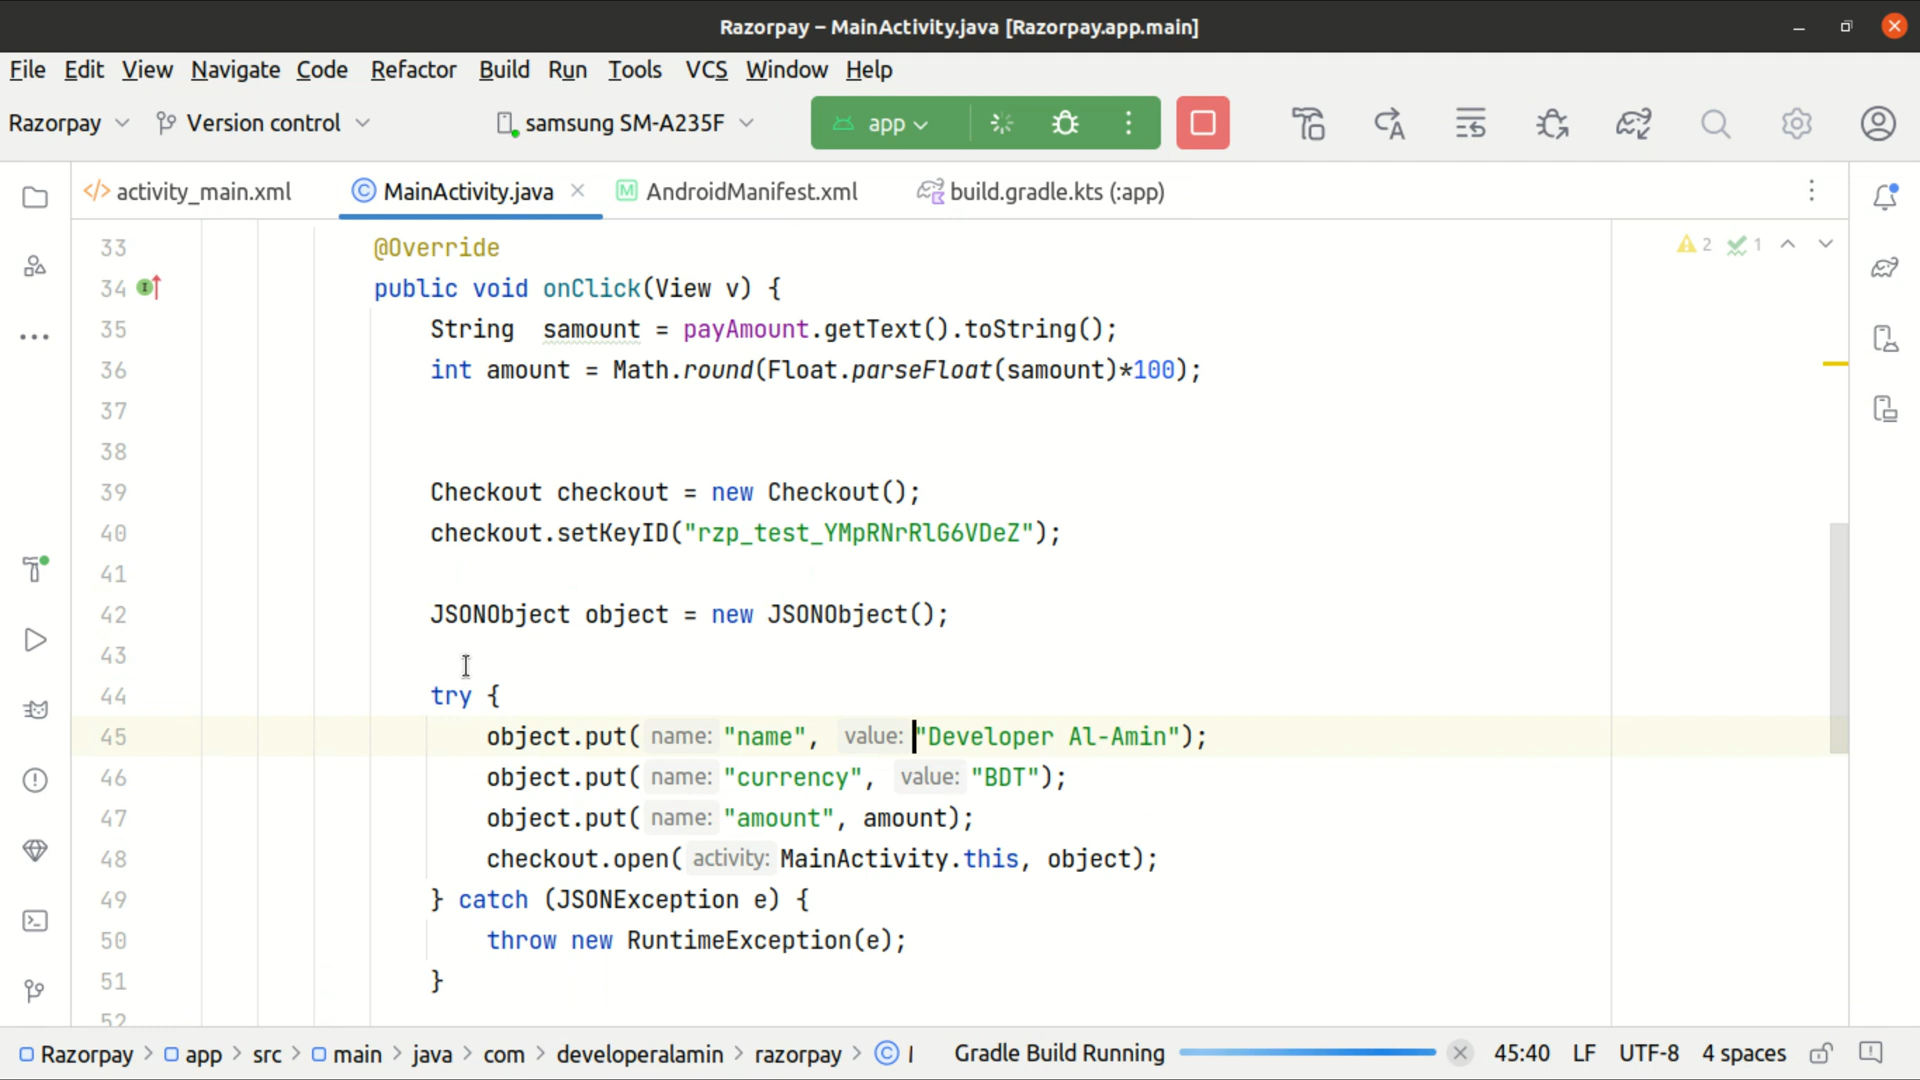 Razorpay – MainActivity.java [Razorpay.app.main]
File Edit View Navigate Code Refactor Build Run Tools VCS Window Help
Razorpay Version control samsung SM-A235F app
activity_main.xml MainActivity.java AndroidManifest.xml build.gradle.kts (:app)
2 1
33 @Override
34 public void onClick(View v) {
35 String samount = payAmount.getText().toString();
36 int amount = Math.round(Float.parseFloat(samount)*100);
37
38
39 Checkout checkout = new Checkout();
40 checkout.setKeyID("rzp_test_YMpRNrRlG6VDeZ");
41
42 JSONObject object = new JSONObject();
43
44 try {
45 object.put( name: "name", value: "Developer Al-Amin");
46 object.put( name: "currency", value: "BDT");
47 object.put( name: "amount", amount);
48 checkout.open( activity: MainActivity.this, object);
49 } catch (JSONException e) {
50 throw new RuntimeException(e);
51 }
52
Razorpay > app > src > main > java > com > developeralamin > razorpay > Gradle Build Running 45:40 LF UTF-8 4 spaces